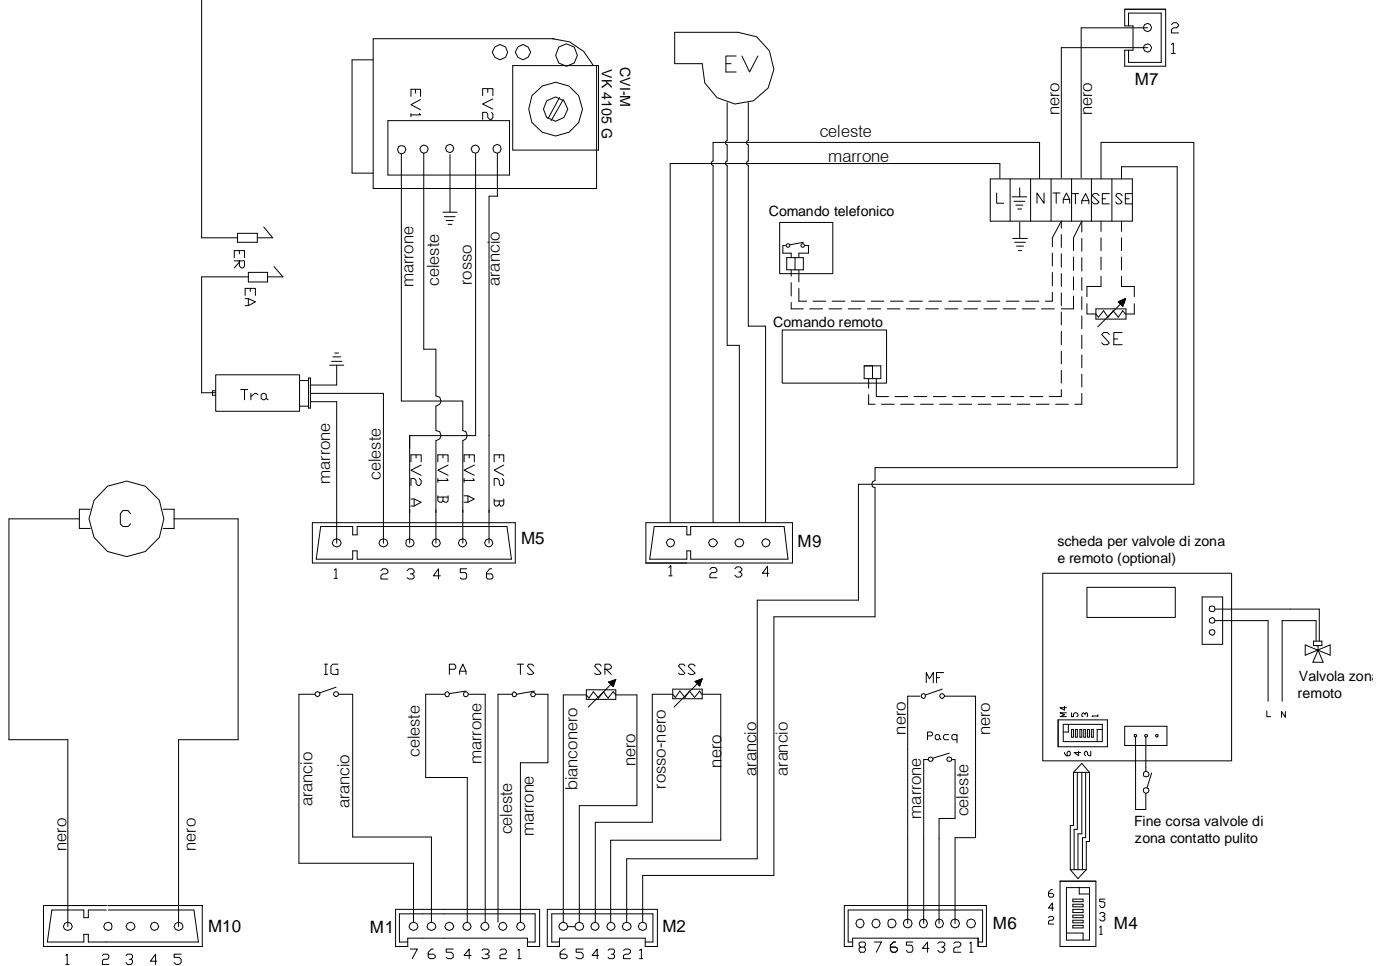 2
1
M7
nero
nero
CVI-M
VK 4105 G
EV1
EV2
EV
celeste
marrone
L
N
TA
TA
SE
SE
Comando telefonico
SE
Comando remoto
ER
EA
marrone
celeste
rosso
arancio
Tra
marrone
celeste
EV2 A
EV1 B
EV1 A
EV2 B
C
M5
1 2 3 4 5 6
M9
1 2 3 4
scheda per valvole di zona
e remoto (optional)
Valvola zona
remoto
L N
M4
5 3 1
6 4 2
Fine corsa valvole di
zona contatto pulito
IG
PA
TS
SR
SS
MF
Pacq
arancio
arancio
celeste
marrone
celeste
marrone
bianconero
nero
rosso-nero
nero
arancio
arancio
nero
marrone
celeste
nero
nero
nero
M10
1 2 3 4 5
M1
7 6 5 4 3 2 1
M2
6 5 4 3 2 1
M6
8 7 6 5 4 3 2 1
6
4
2
5
3
1
M4